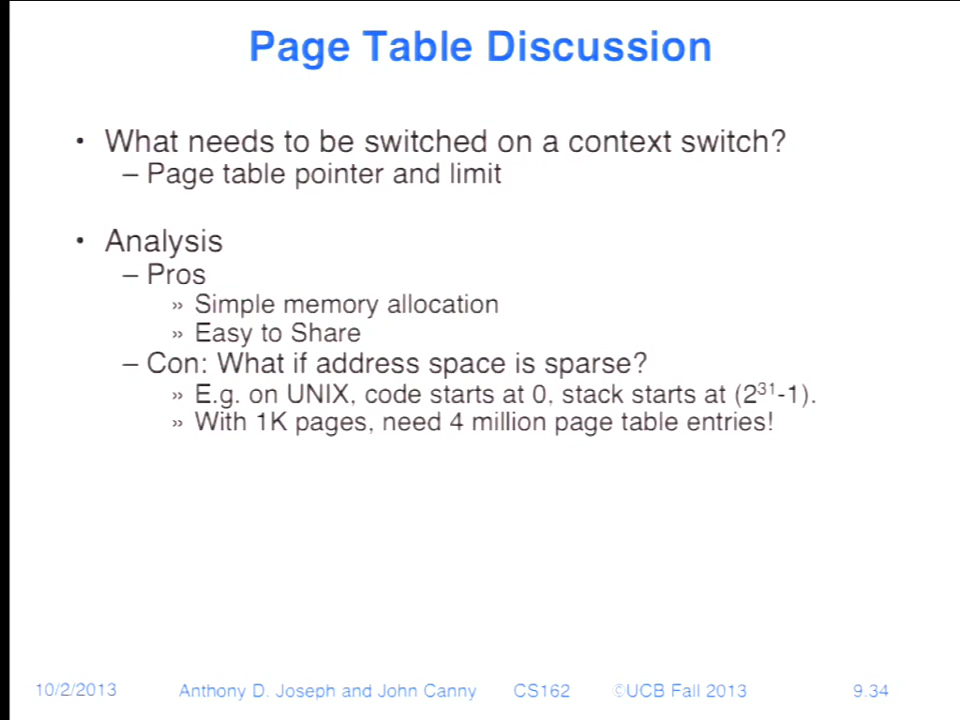 Page Table Discussion
• What needs to be switched on a context switch?
– Page table pointer and limit
• Analysis
– Pros
» Simple memory allocation
» Easy to Share
– Con: What if address space is sparse?
» E.g. on UNIX, code starts at 0, stack starts at (2³¹-1).
» With 1K pages, need 4 million page table entries!
10/2/2013 Anthony D. Joseph and John Canny CS162 ©UCB Fall 2013 9.34